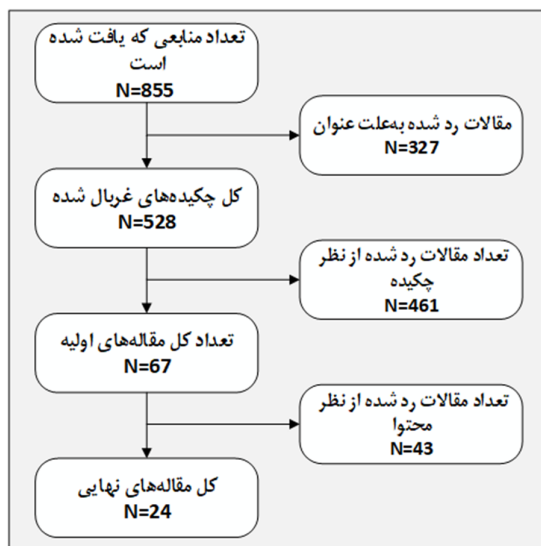 تعداد منابعی که یافت شده
است
N=855
مقالات رد شده به‌علت عنوان
N=327
کل چکیده‌های غربال شده
N=528
تعداد مقالات رد شده از نظر
چکیده
N=461
تعداد کل مقاله‌های اولیه
N=67
تعداد مقالات رد شده از نظر
محتوا
N=43
کل مقاله‌های نهایی
N=24